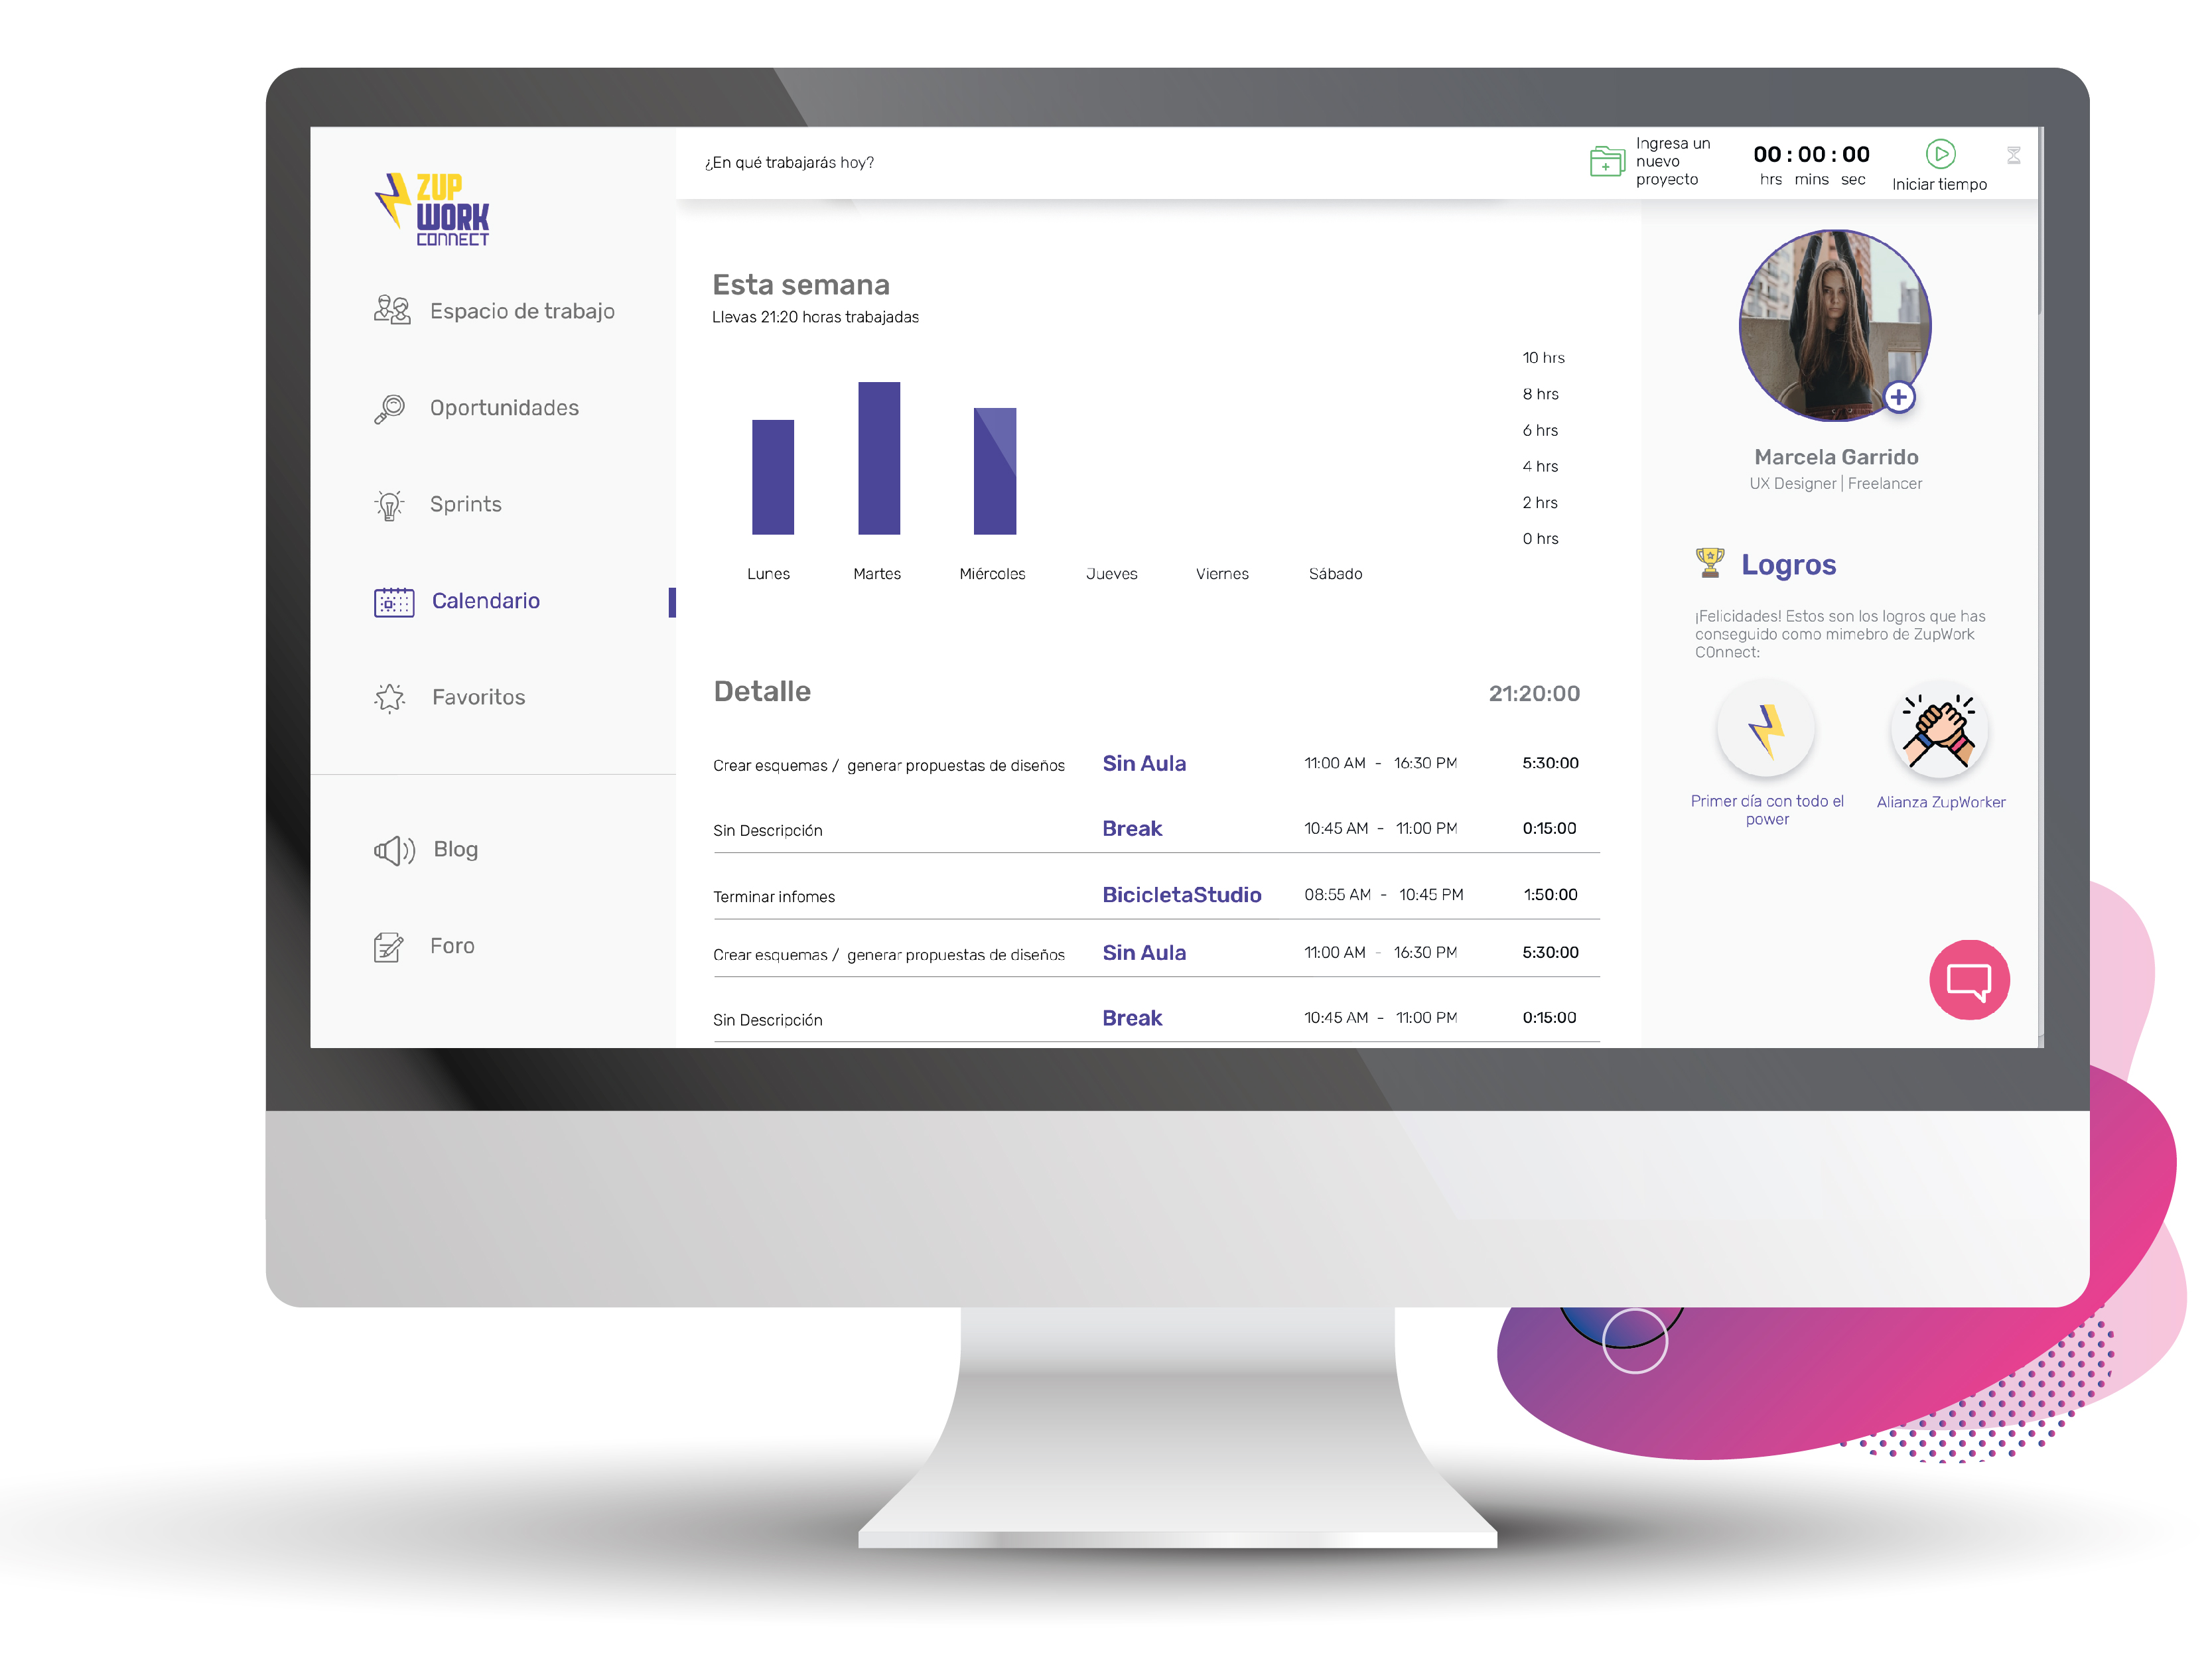 ZUP
WORK
CONNECT
Espacio de trabajo
Oportunidades
Sprints
Calendario
Favoritos
Blog
Foro
¿En qué trabajarás hoy?
Ingresa un
nuevo
proyecto
00 : 00 : 00
hrs mins sec
Iniciar tiempo
Esta semana
Llevas 21:20 horas trabajadas
10 hrs
8 hrs
6 hrs
4 hrs
2 hrs
0 hrs
Lunes Martes Miércoles Jueves Viernes Sábado
Detalle 21:20:00
Crear esquemas / generar propuestas de diseños Sin Aula 11:00 AM - 16:30 PM 5:30:00
Sin Descripción Break 10:45 AM - 11:00 PM 0:15:00
Terminar infomes BicicletaStudio 08:55 AM - 10:45 PM 1:50:00
Crear esquemas / generar propuestas de diseños Sin Aula 11:00 AM - 16:30 PM 5:30:00
Sin Descripción Break 10:45 AM - 11:00 PM 0:15:00
Marcela Garrido
UX Designer | Freelancer
Logros
¡Felicidades! Estos son los logros que has
conseguido como mimebro de ZupWork
C0nnect:
Primer día con todo el
power
Alianza ZupWorker